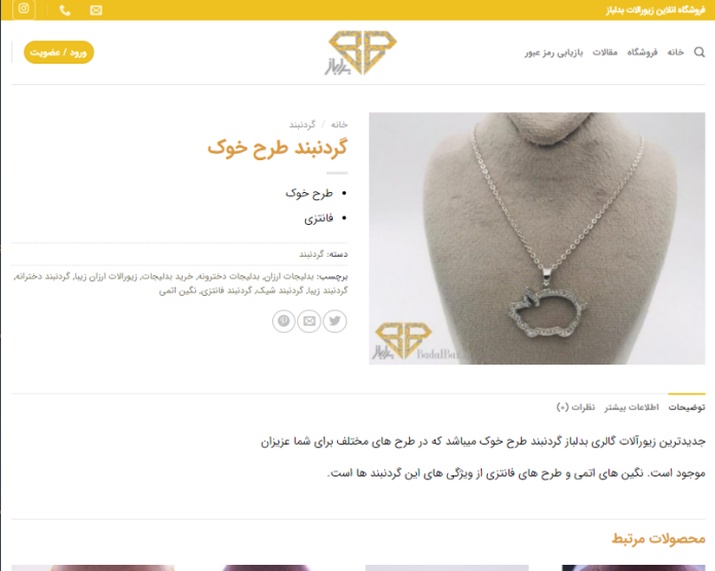 فروشگاه آنلاین زیورآلات بدلباز
خانه فروشگاه مقالات بازیابی رمز عبور
بدلباز
ورود / عضویت
خانه / گردنبند
گردنبند طرح خوک
• طرح خوک
• فانتزی
دسته: گردنبند
برچسب: بدلیجات ارزان, بدلیجات دخترونه, خرید بدلیجات, زیورالات ارزان زیبا, گردنبند دخترانه,
گردنبند زیبا, گردنبند شیک, گردنبند فانتزی, نگین اتمی
بدلباز
توضیحات اطلاعات بیشتر نظرات (0)
جدیدترین زیورآلات گالری بدلباز گردنبند طرح خوک میباشد که در طرح های مختلف برای شما عزیزان
موجود است. نگین های اتمی و طرح های فانتزی از ویژگی های این گردنبند ها است.
محصولات مرتبط